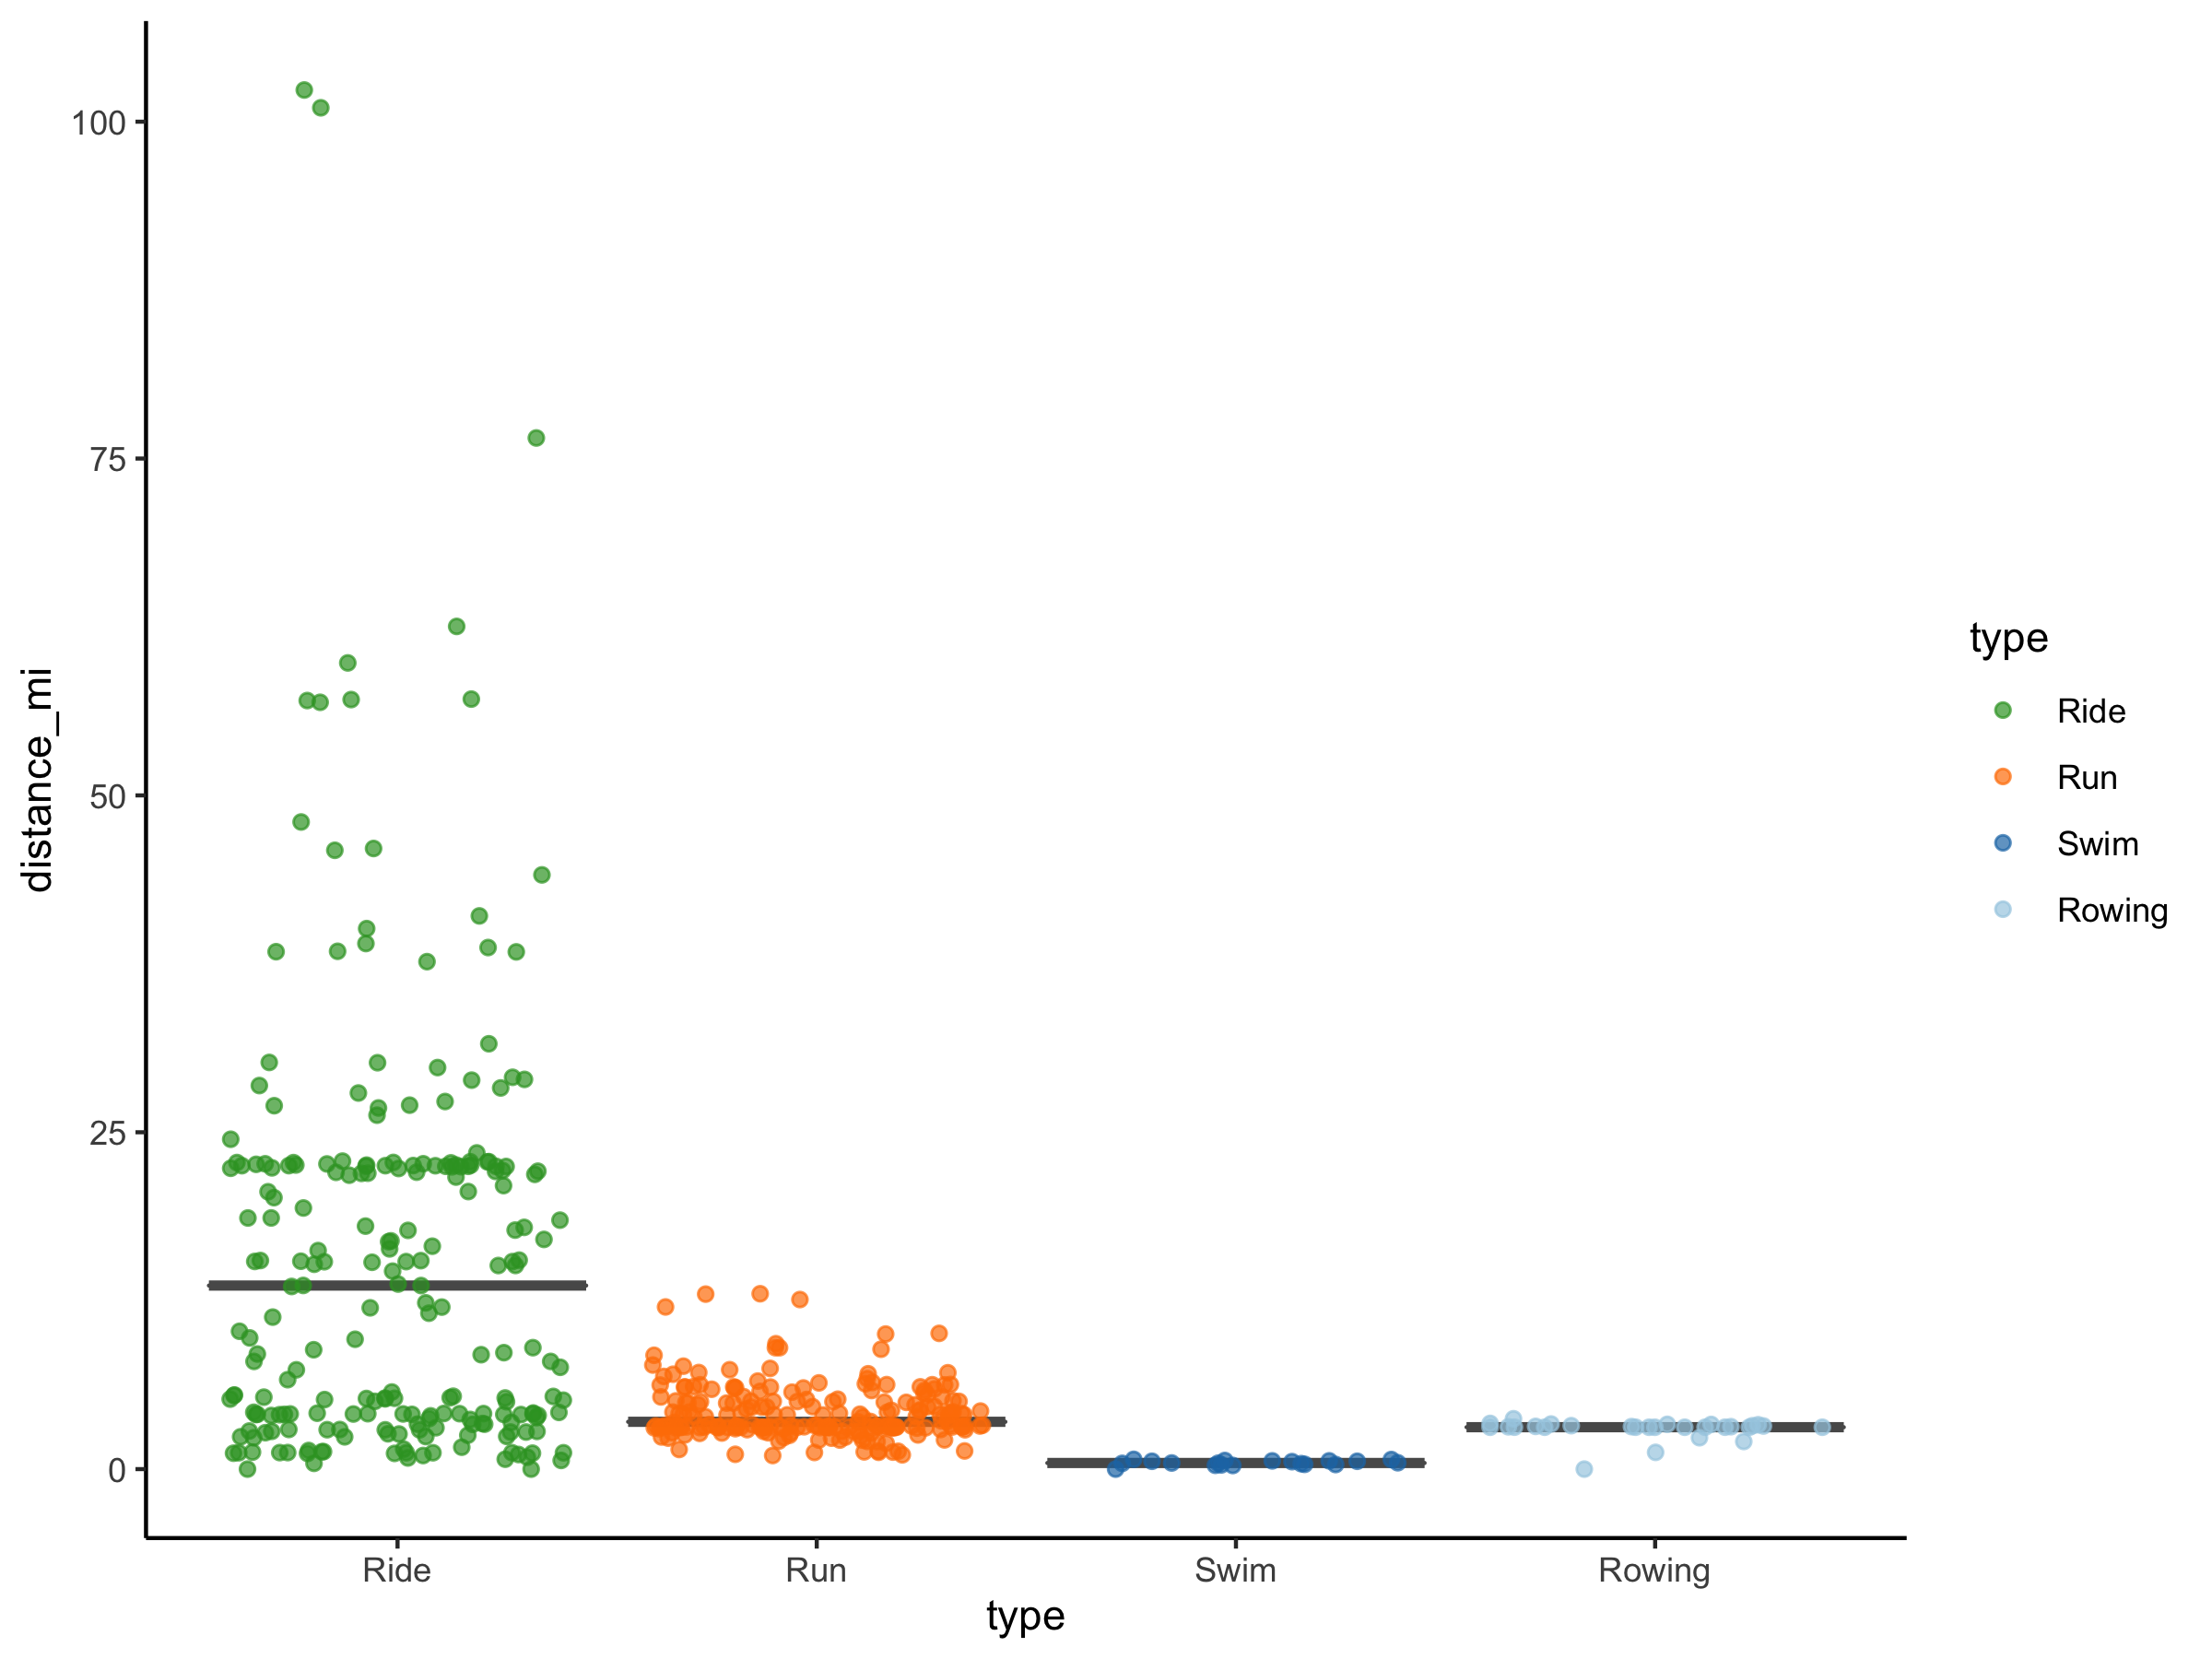 distance_mi
100
75
50
25
0
Ride
Run
Swim
Rowing
type
type
Ride
Run
Swim
Rowing